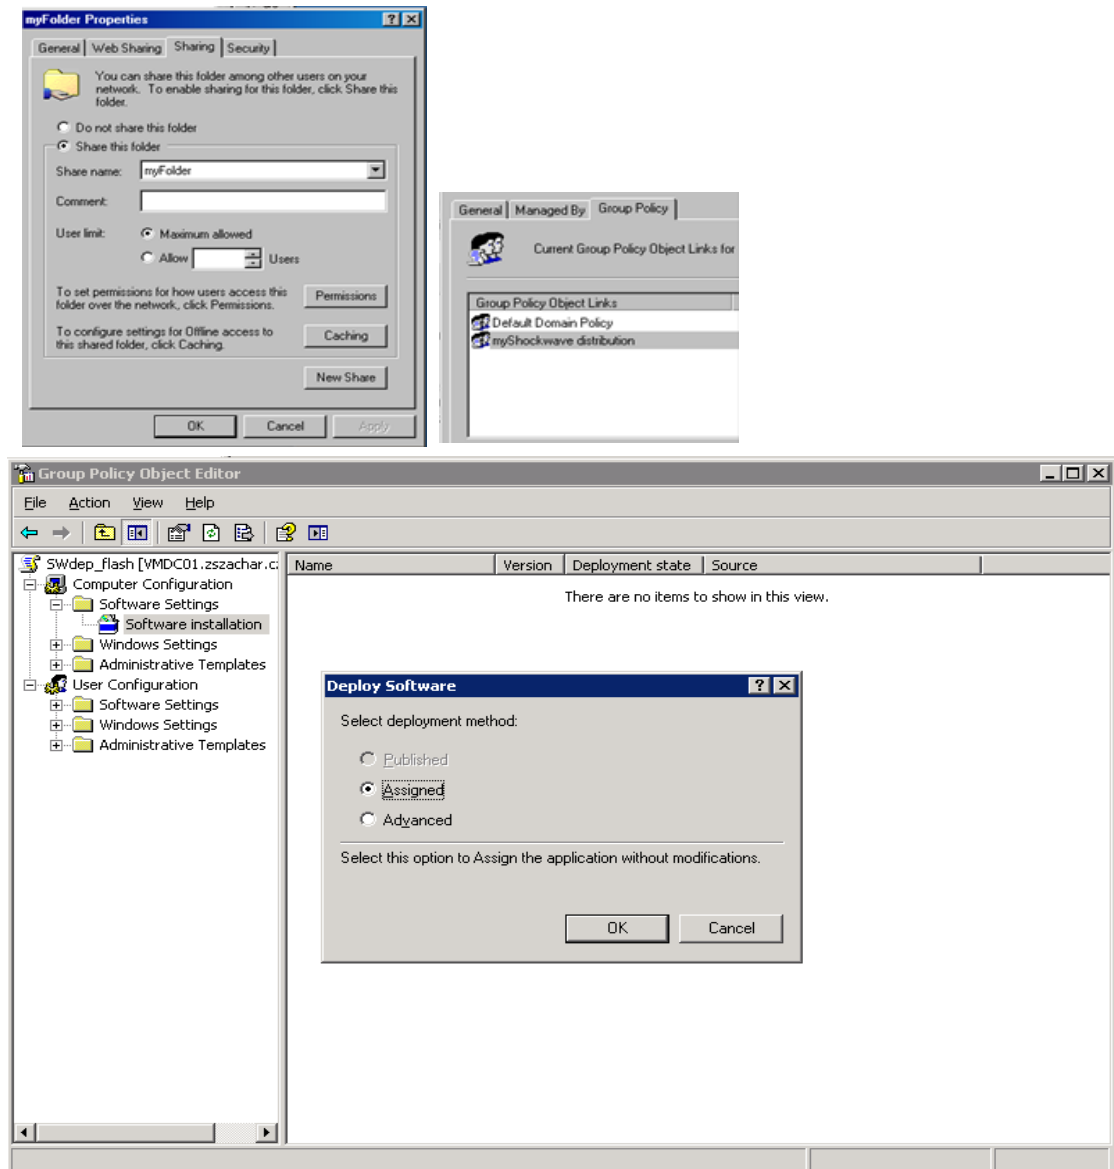 myFolder Properties
General Web Sharing Sharing Security
You can share this folder among other users on your
network. To enable sharing for this folder, click Share this
folder.
Do not share this folder
Share this folder
Share name: myFolder
Comment:
User limit: Maximum allowed
Allow Users
To set permissions for how users access this
folder over the network, click Permissions.
Permissions
To configure settings for Offline access to
this shared folder, click Caching.
Caching
New Share
OK Cancel Apply
General Managed By Group Policy
Current Group Policy Object Links for
Group Policy Object Links
Default Domain Policy
myShockwave distribution
Group Policy Object Editor
File Action View Help
SWdep_flash [VMDC01.zszachar.c
Computer Configuration
Software Settings
Software installation
Windows Settings
Administrative Templates
User Configuration
Software Settings
Windows Settings
Administrative Templates
Name Version Deployment state Source
There are no items to show in this view.
Deploy Software
Select deployment method:
Published
Assigned
Advanced
Select this option to Assign the application without modifications.
OK Cancel